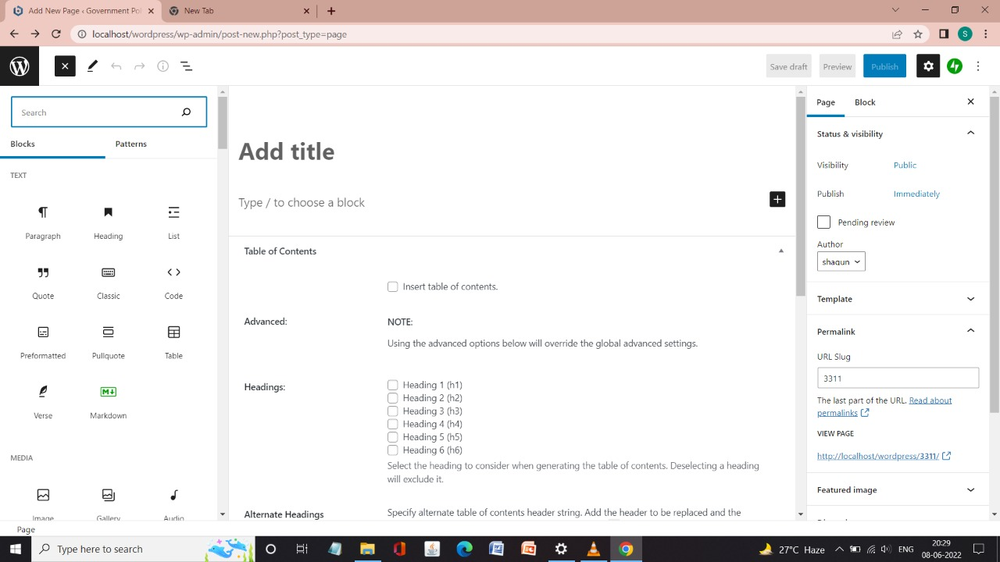 Add New Page ‹ Government Pol
New Tab
localhost/wordpress/wp-admin/post-new.php?post_type=page
S
Save draft
Preview
Publish
Search
Blocks
Patterns
TEXT
Paragraph
Heading
List
Quote
Classic
Code
Preformatted
Pullquote
Table
Verse
Markdown
MEDIA
Image
Gallery
Audio
Add title
Type / to choose a block
Table of Contents
Insert table of contents.
Advanced:
NOTE:
Using the advanced options below will override the global advanced settings.
Headings:
Heading 1 (h1)
Heading 2 (h2)
Heading 3 (h3)
Heading 4 (h4)
Heading 5 (h5)
Heading 6 (h6)
Select the heading to consider when generating the table of contents. Deselecting a heading
will exclude it.
Alternate Headings
Specify alternate table of contents header string. Add the header to be replaced and the
Page
Block
Status & visibility
Visibility
Public
Publish
Immediately
Pending review
Author
shagun
Template
Permalink
URL Slug
3311
The last part of the URL. Read about
permalinks
VIEW PAGE
http://localhost/wordpress/3311/
Featured image
Page
Type here to search
27°C Haze
ENG
20:29
08-06-2022